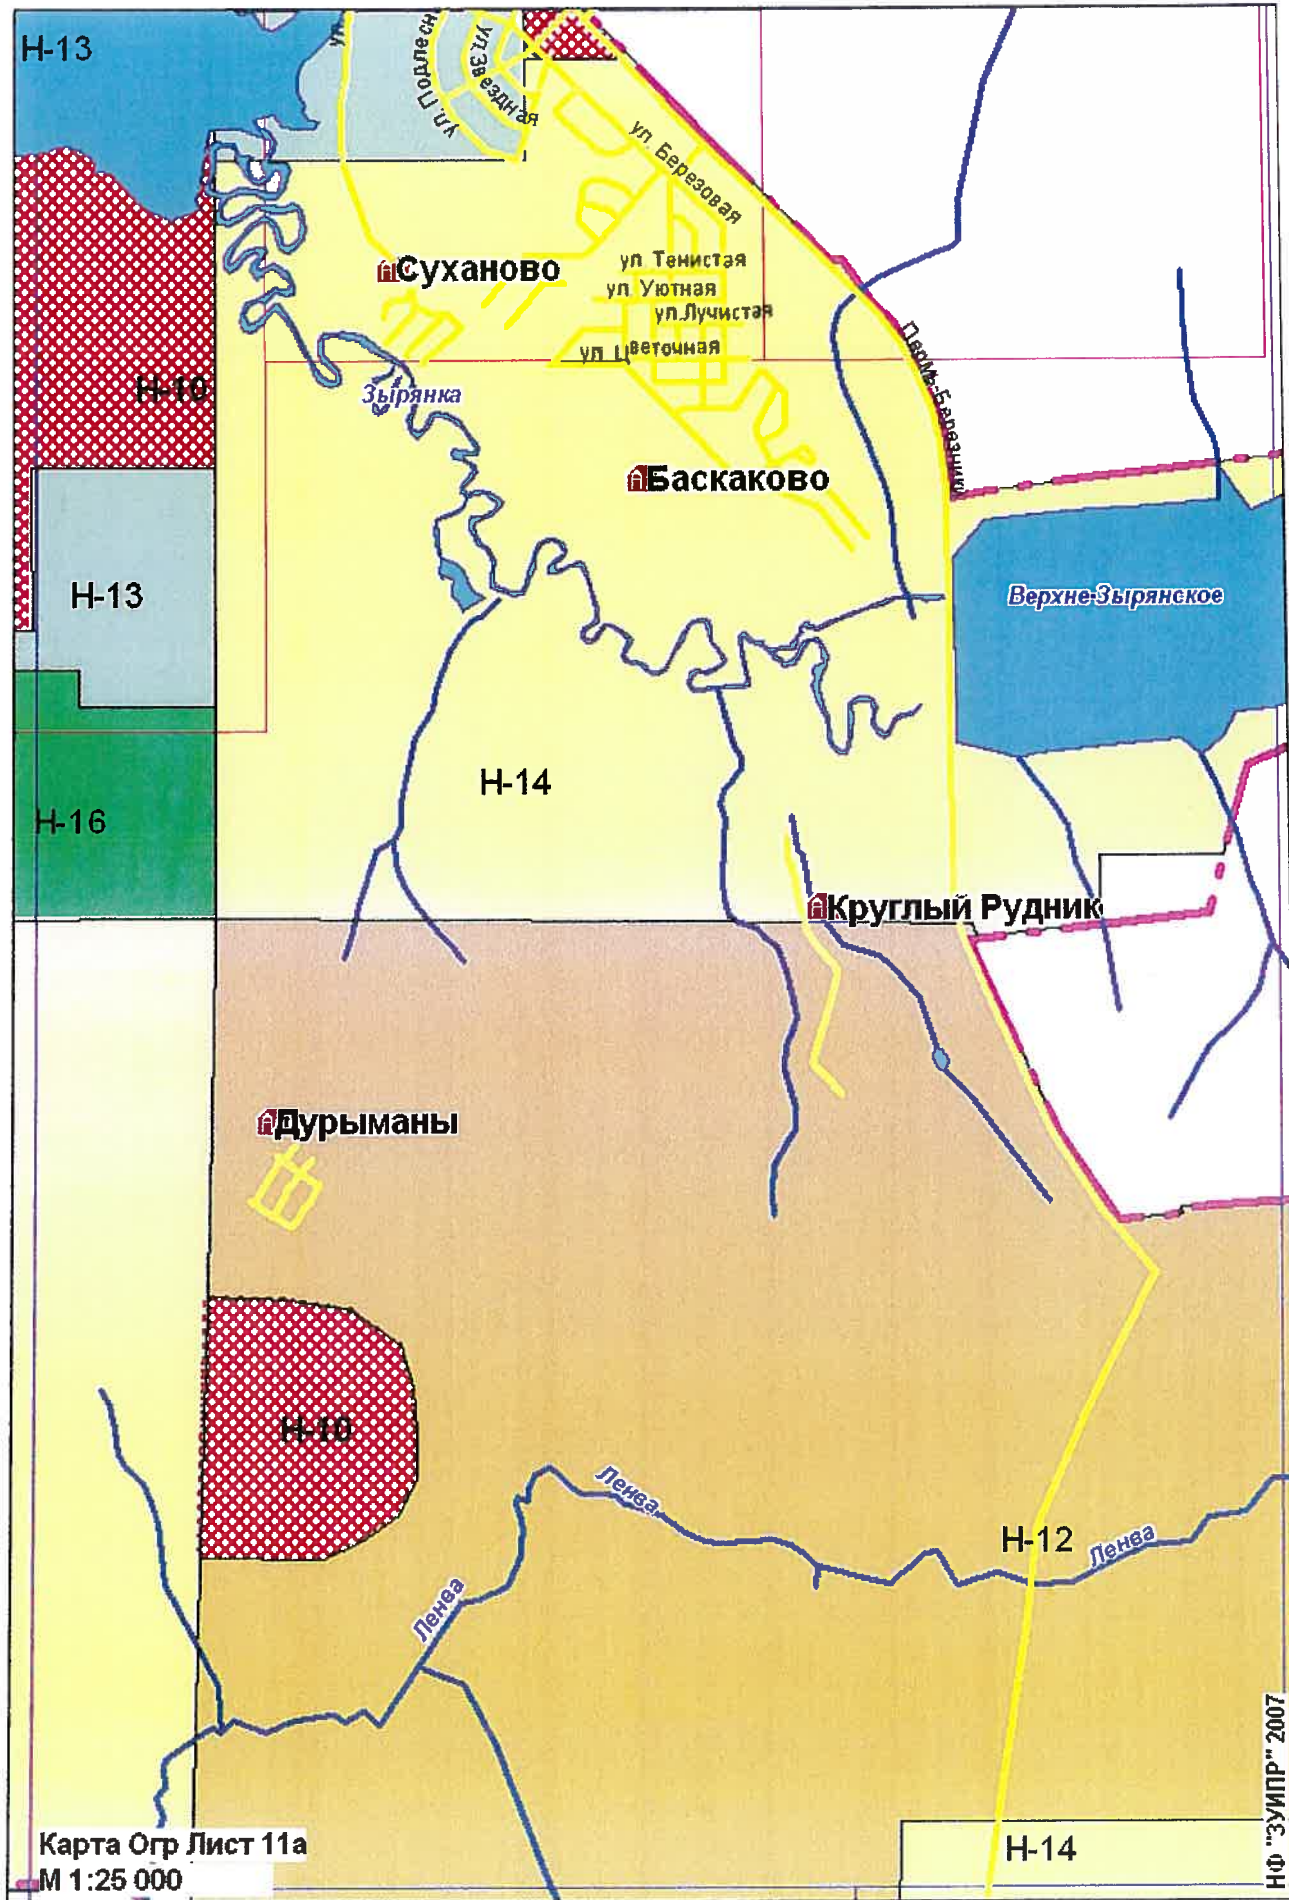 Н-13
ул.
ул. Подлесн
ул. Звездная
ул. Березовая
Суханово
ул. Тенистая
ул. Уютная
ул. Лучистая
ул. Цветочная
Пермь-Березники
Н-10
Зырянка
Баскаково
Н-13
Верхне-Зырянское
Н-14
Н-16
Круглый Рудник
Дурыманы
Н-10
Ленва
Н-12
Ленва
Ленва
Карта Огр Лист 11а
М 1:25 000
Н-14
НФ "ЗУИПР" 2007